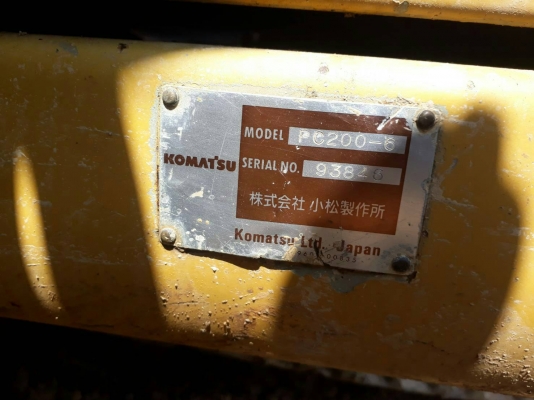 MODEL PC200-6
KOMATSU
SERIAL NO.
株式会社 小松製作所
Komatsu Ltd. Japan